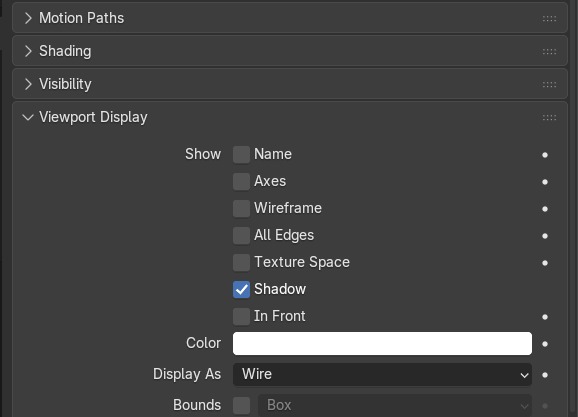 Motion Paths
Shading
Visibility
Viewport Display
Show Name
Axes
Wireframe
All Edges
Texture Space
Shadow
In Front
Color
Display As Wire
Bounds Box